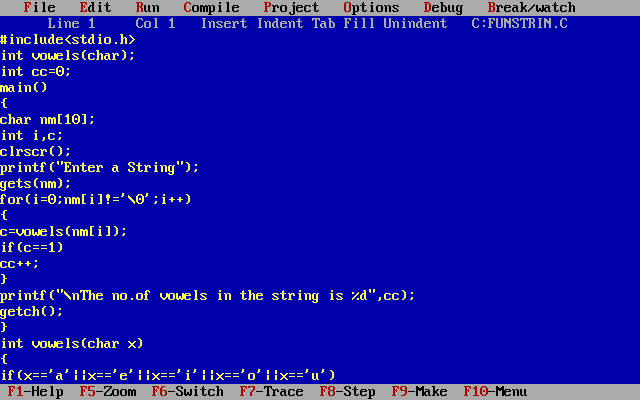 File Edit Run Compile Project Options Debug Break/watch
Line 1 Col 1 Insert Indent Tab Fill Unindent C:FUNSTRIN.C
#include<stdio.h>
int vowels(char);
int cc=0;
main()
{
char nm[10];
int i,c;
clrscr();
printf("Enter a String");
gets(nm);
for(i=0;nm[i]!='\0';i++)
{
c=vowels(nm[i]);
if(c==1)
cc++;
}
printf("\nThe no.of vowels in the string is %d",cc);
getch();
}
int vowels(char x)
{
if(x=='a'||x=='e'||x=='i'||x=='o'||x=='u')
F1-Help F5-Zoom F6-Switch F7-Trace F8-Step F9-Make F10-Menu